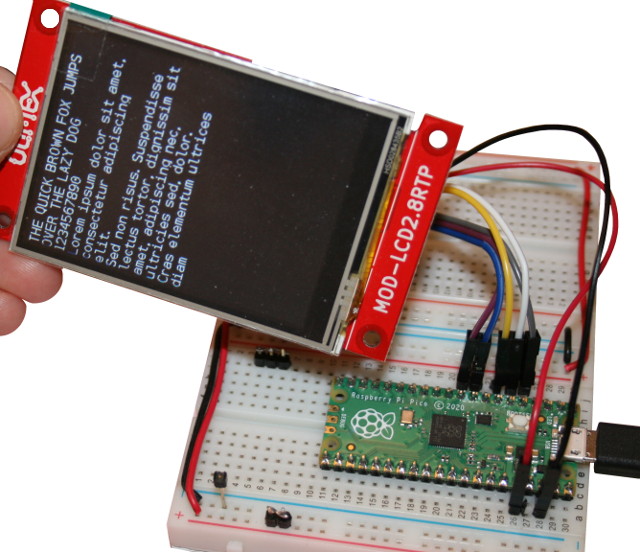 THE QUICK BROWN FOX JUMPS
OVER THE LAZY DOG
1234567890
Lorem ipsum dolor sit amet,
consectetur adipiscing
elit.
Sed non risus. Suspendisse
lectus tortor, dignissim sit
amet, adipiscing nec,
ultricies sed, dolor.
Cras elementum ultrices
diam
MOD-LCD2.8RTP
Raspberry Pi Pico © 2020